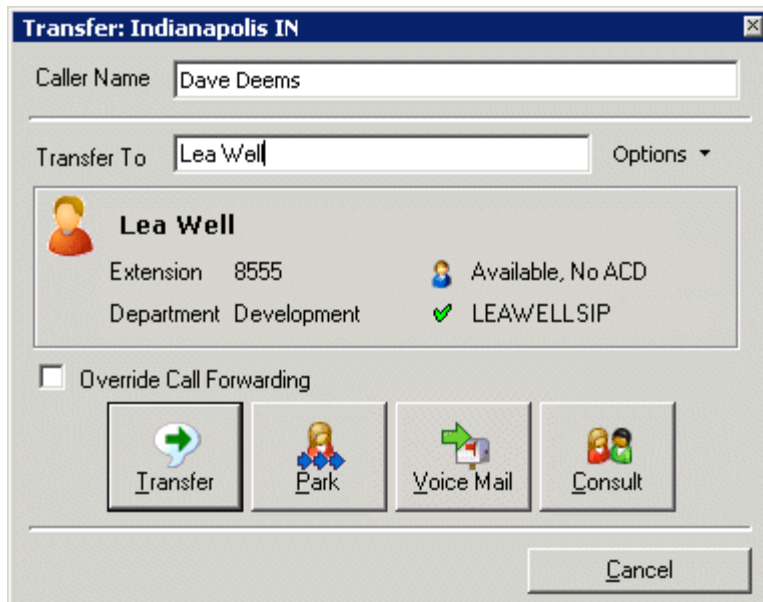 Transfer: Indianapolis IN
Caller Name Dave Deems
Transfer To Lea Well Options
Lea Well
Extension 8555 Available, No ACD
Department Development LEAWELLSIP
Override Call Forwarding
Transfer Park Voice Mail Consult
Cancel